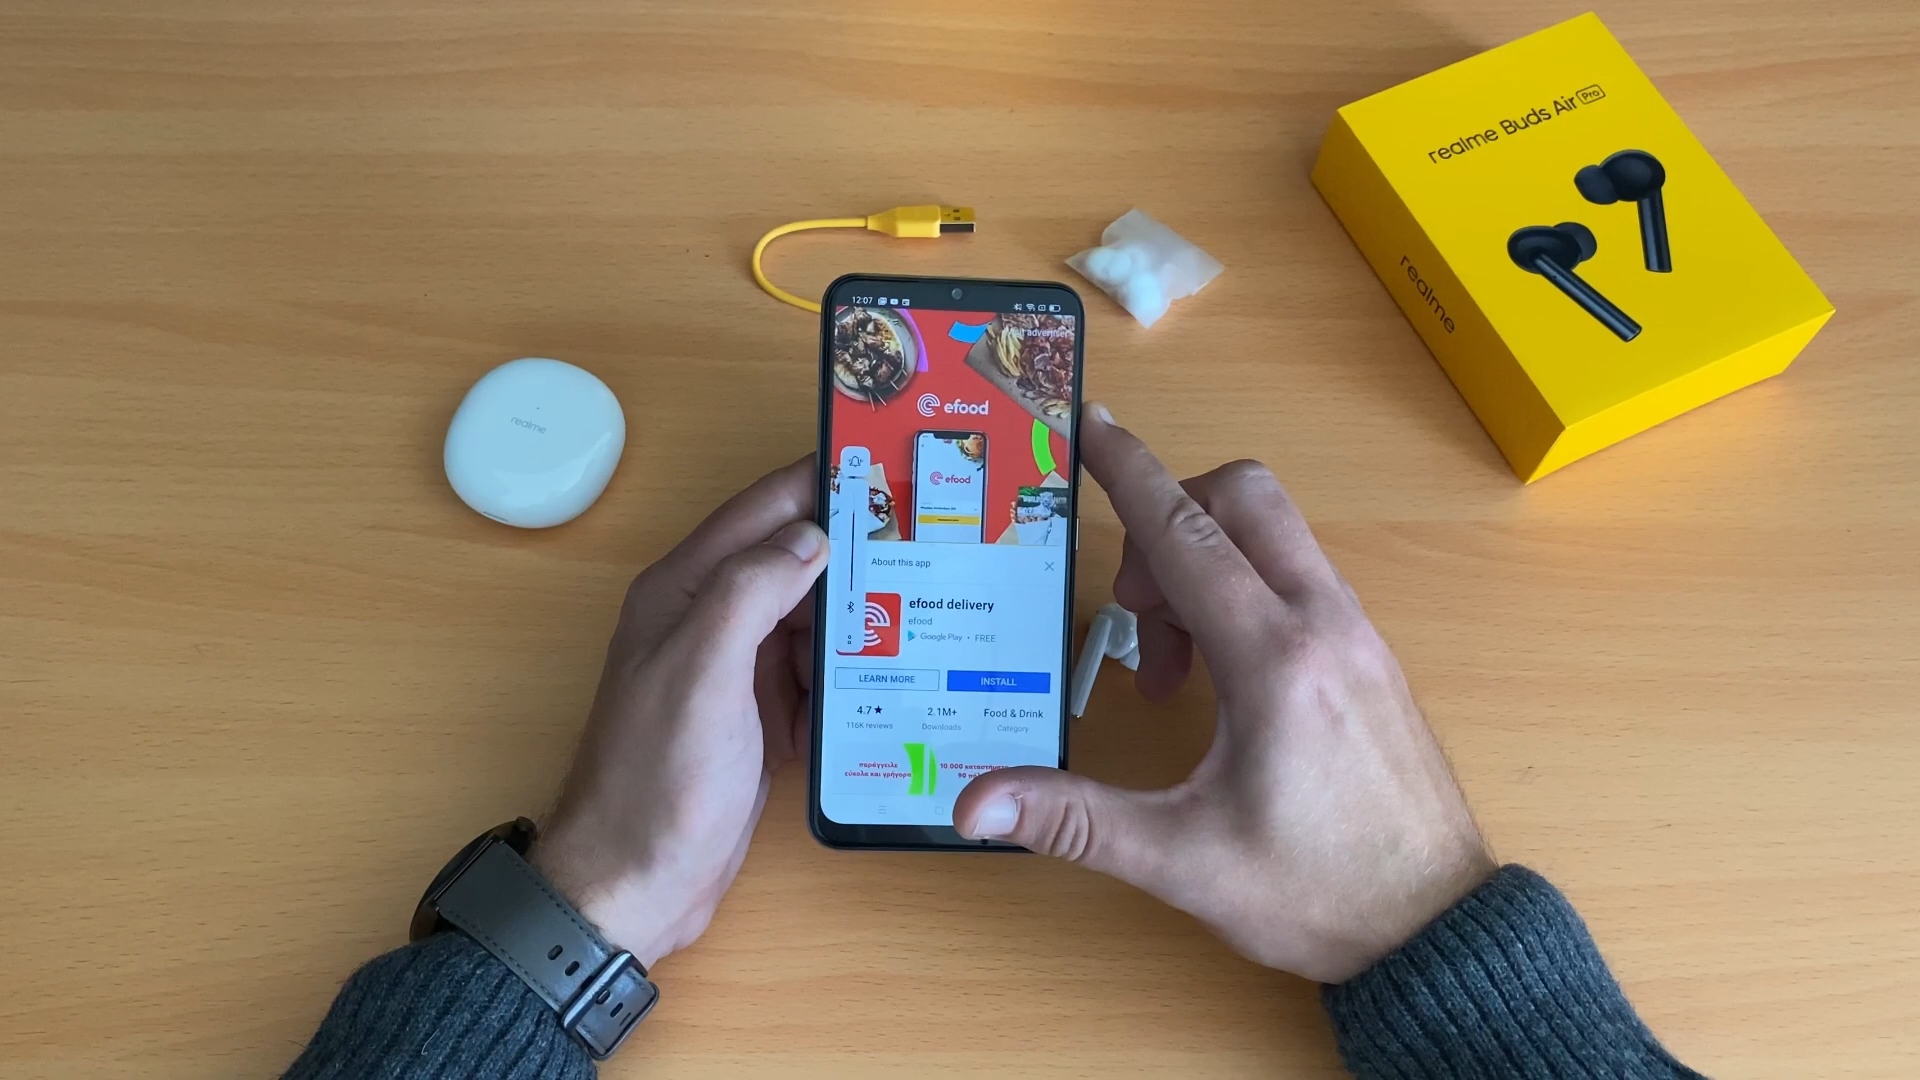 realme Buds Air Pro
realme
realme
12:07
efood
efood
About this app
efood delivery
efood
Google Play • FREE
LEARN MORE
INSTALL
4.7★
2.1M+
Food & Drink
116K reviews
Downloads
Category
παράγγειλε
εύκολα και γρήγορα
10.000 καταστήματα
90